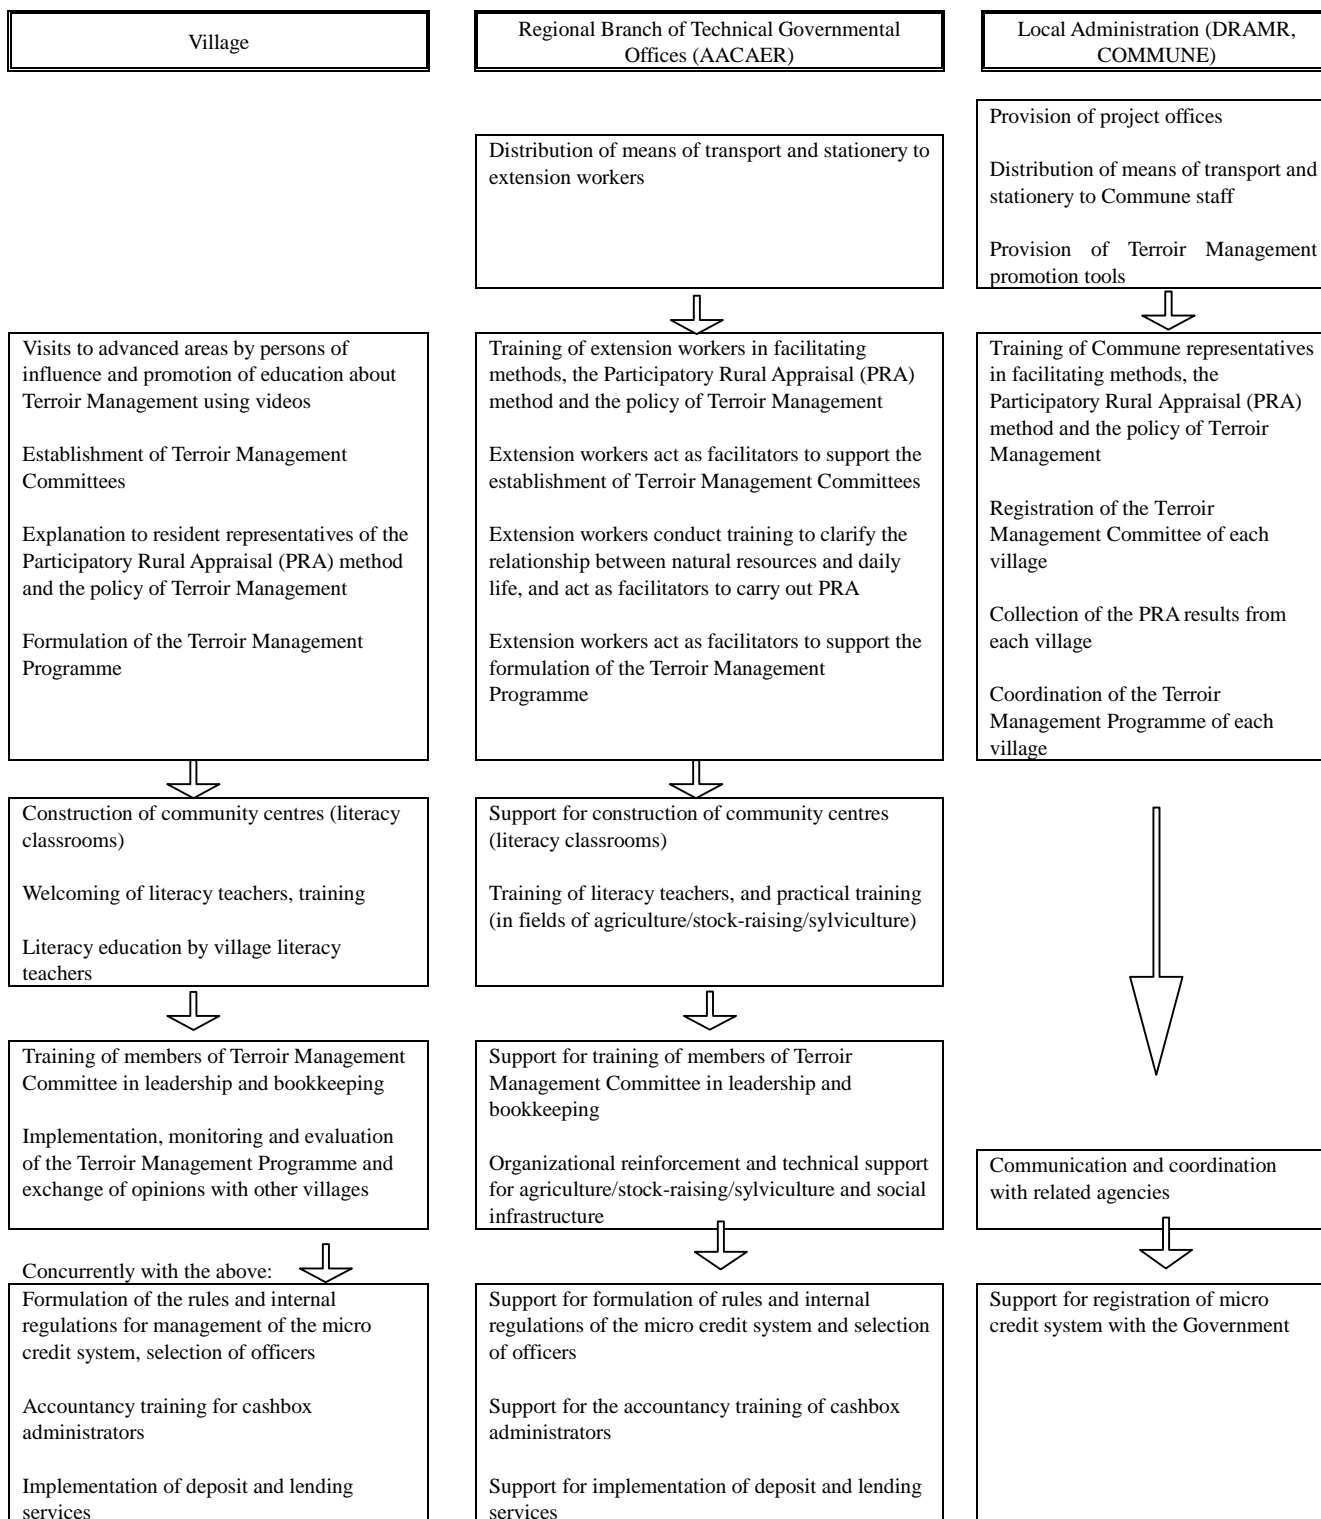 Village
Regional Branch of Technical Governmental
Offices (AACAER)
Local Administration (DRAMR,
COMMUNE)
Distribution of means of transport and stationery to
extension workers
Provision of project offices
Distribution of means of transport and
stationery to Commune staff
Provision of Terroir Management
promotion tools
Visits to advanced areas by persons of
influence and promotion of education about
Terroir Management using videos
Establishment of Terroir Management
Committees
Explanation to resident representatives of the
Participatory Rural Appraisal (PRA) method
and the policy of Terroir Management
Formulation of the Terroir Management
Programme
Training of extension workers in facilitating
methods, the Participatory Rural Appraisal (PRA)
method and the policy of Terroir Management
Extension workers act as facilitators to support the
establishment of Terroir Management Committees
Extension workers conduct training to clarify the
relationship between natural resources and daily
life, and act as facilitators to carry out PRA
Extension workers act as facilitators to support the
formulation of the Terroir Management
Programme
Training of Commune representatives
in facilitating methods, the
Participatory Rural Appraisal (PRA)
method and the policy of Terroir
Management
Registration of the Terroir
Management Committee of each
village
Collection of the PRA results from
each village
Coordination of the Terroir
Management Programme of each
village
Construction of community centres (literacy
classrooms)
Welcoming of literacy teachers, training
Literacy education by village literacy
teachers
Support for construction of community centres
(literacy classrooms)
Training of literacy teachers, and practical training
(in fields of agriculture/stock-raising/sylviculture)
Training of members of Terroir Management
Committee in leadership and bookkeeping
Implementation, monitoring and evaluation
of the Terroir Management Programme and
exchange of opinions with other villages
Support for training of members of Terroir
Management Committee in leadership and
bookkeeping
Organizational reinforcement and technical support
for agriculture/stock-raising/sylviculture and social
infrastructure
Communication and coordination
with related agencies
Concurrently with the above:
Formulation of the rules and internal
regulations for management of the micro
credit system, selection of officers
Accountancy training for cashbox
administrators
Implementation of deposit and lending
services
Support for formulation of rules and internal
regulations of the micro credit system and selection
of officers
Support for the accountancy training of cashbox
administrators
Support for implementation of deposit and lending
services
Support for registration of micro
credit system with the Government